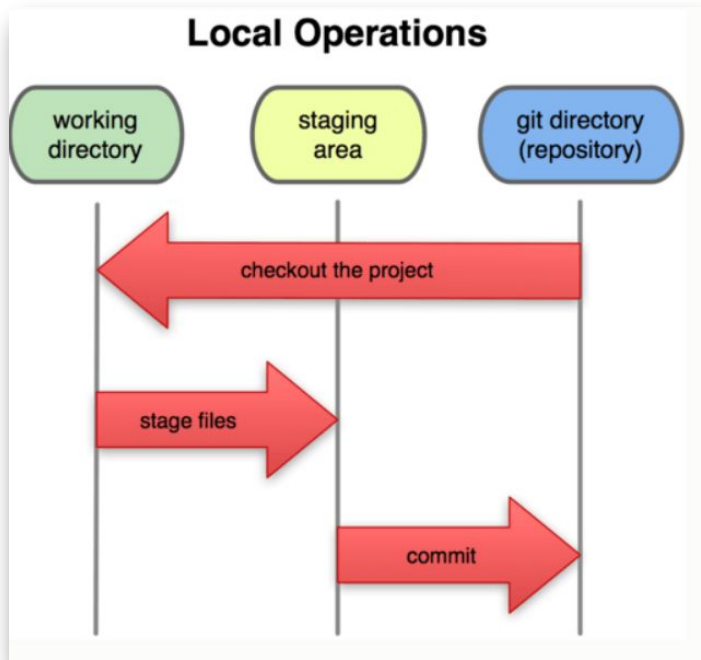 Local Operations
working
directory
staging
area
git directory
(repository)
checkout the project
stage files
commit